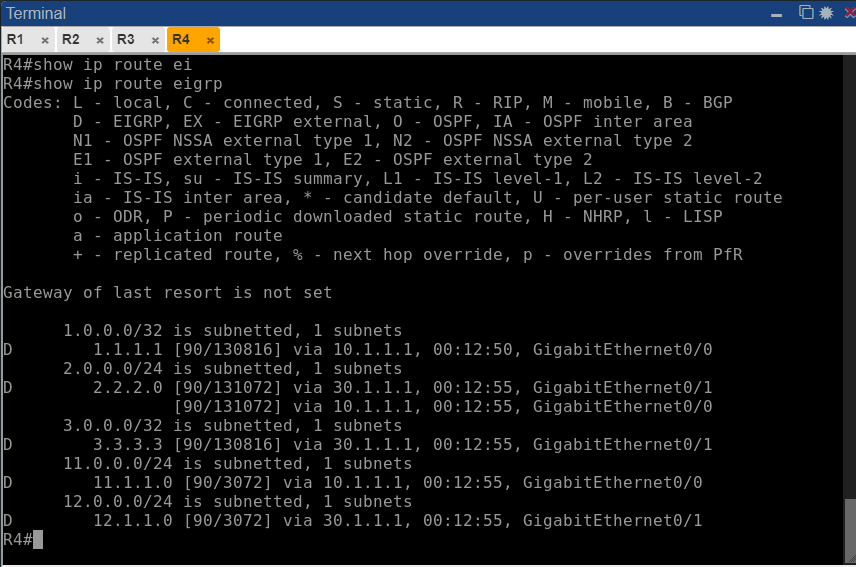 Terminal
R1 × R2 × R3 × R4 ×
R4#show ip route ei
R4#show ip route eigrp
Codes: L - local, C - connected, S - static, R - RIP, M - mobile, B - BGP
       D - EIGRP, EX - EIGRP external, O - OSPF, IA - OSPF inter area
       N1 - OSPF NSSA external type 1, N2 - OSPF NSSA external type 2
       E1 - OSPF external type 1, E2 - OSPF external type 2
       i - IS-IS, su - IS-IS summary, L1 - IS-IS level-1, L2 - IS-IS level-2
       ia - IS-IS inter area, * - candidate default, U - per-user static route
       o - ODR, P - periodic downloaded static route, H - NHRP, l - LISP
       a - application route
       + - replicated route, % - next hop override, p - overrides from PfR
Gateway of last resort is not set
      1.0.0.0/32 is subnetted, 1 subnets
D        1.1.1.1 [90/130816] via 10.1.1.1, 00:12:50, GigabitEthernet0/0
      2.0.0.0/24 is subnetted, 1 subnets
D        2.2.2.0 [90/131072] via 30.1.1.1, 00:12:55, GigabitEthernet0/1
                 [90/131072] via 10.1.1.1, 00:12:55, GigabitEthernet0/0
      3.0.0.0/32 is subnetted, 1 subnets
D        3.3.3.3 [90/130816] via 30.1.1.1, 00:12:55, GigabitEthernet0/1
      11.0.0.0/24 is subnetted, 1 subnets
D        11.1.1.0 [90/3072] via 10.1.1.1, 00:12:55, GigabitEthernet0/0
      12.0.0.0/24 is subnetted, 1 subnets
D        12.1.1.0 [90/3072] via 30.1.1.1, 00:12:55, GigabitEthernet0/1
R4#